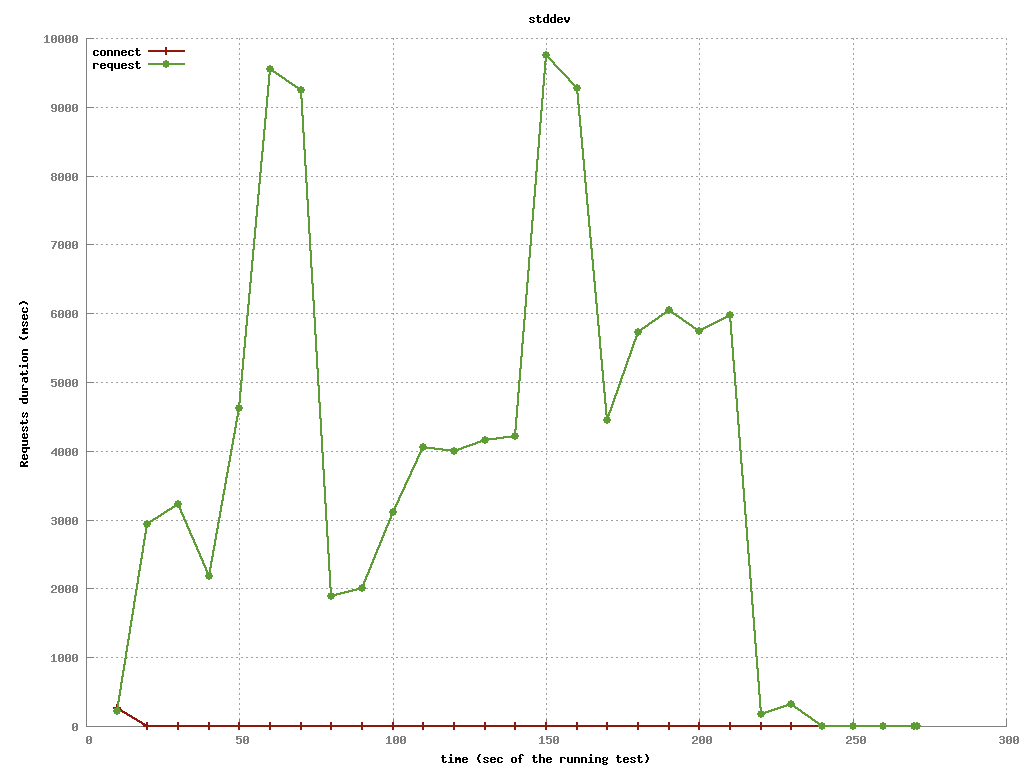 stddev
connect
request
10000
9000
8000
7000
6000
5000
4000
3000
2000
1000
0
Requests duration (msec)
0 50 100 150 200 250 300
time (sec of the running test)